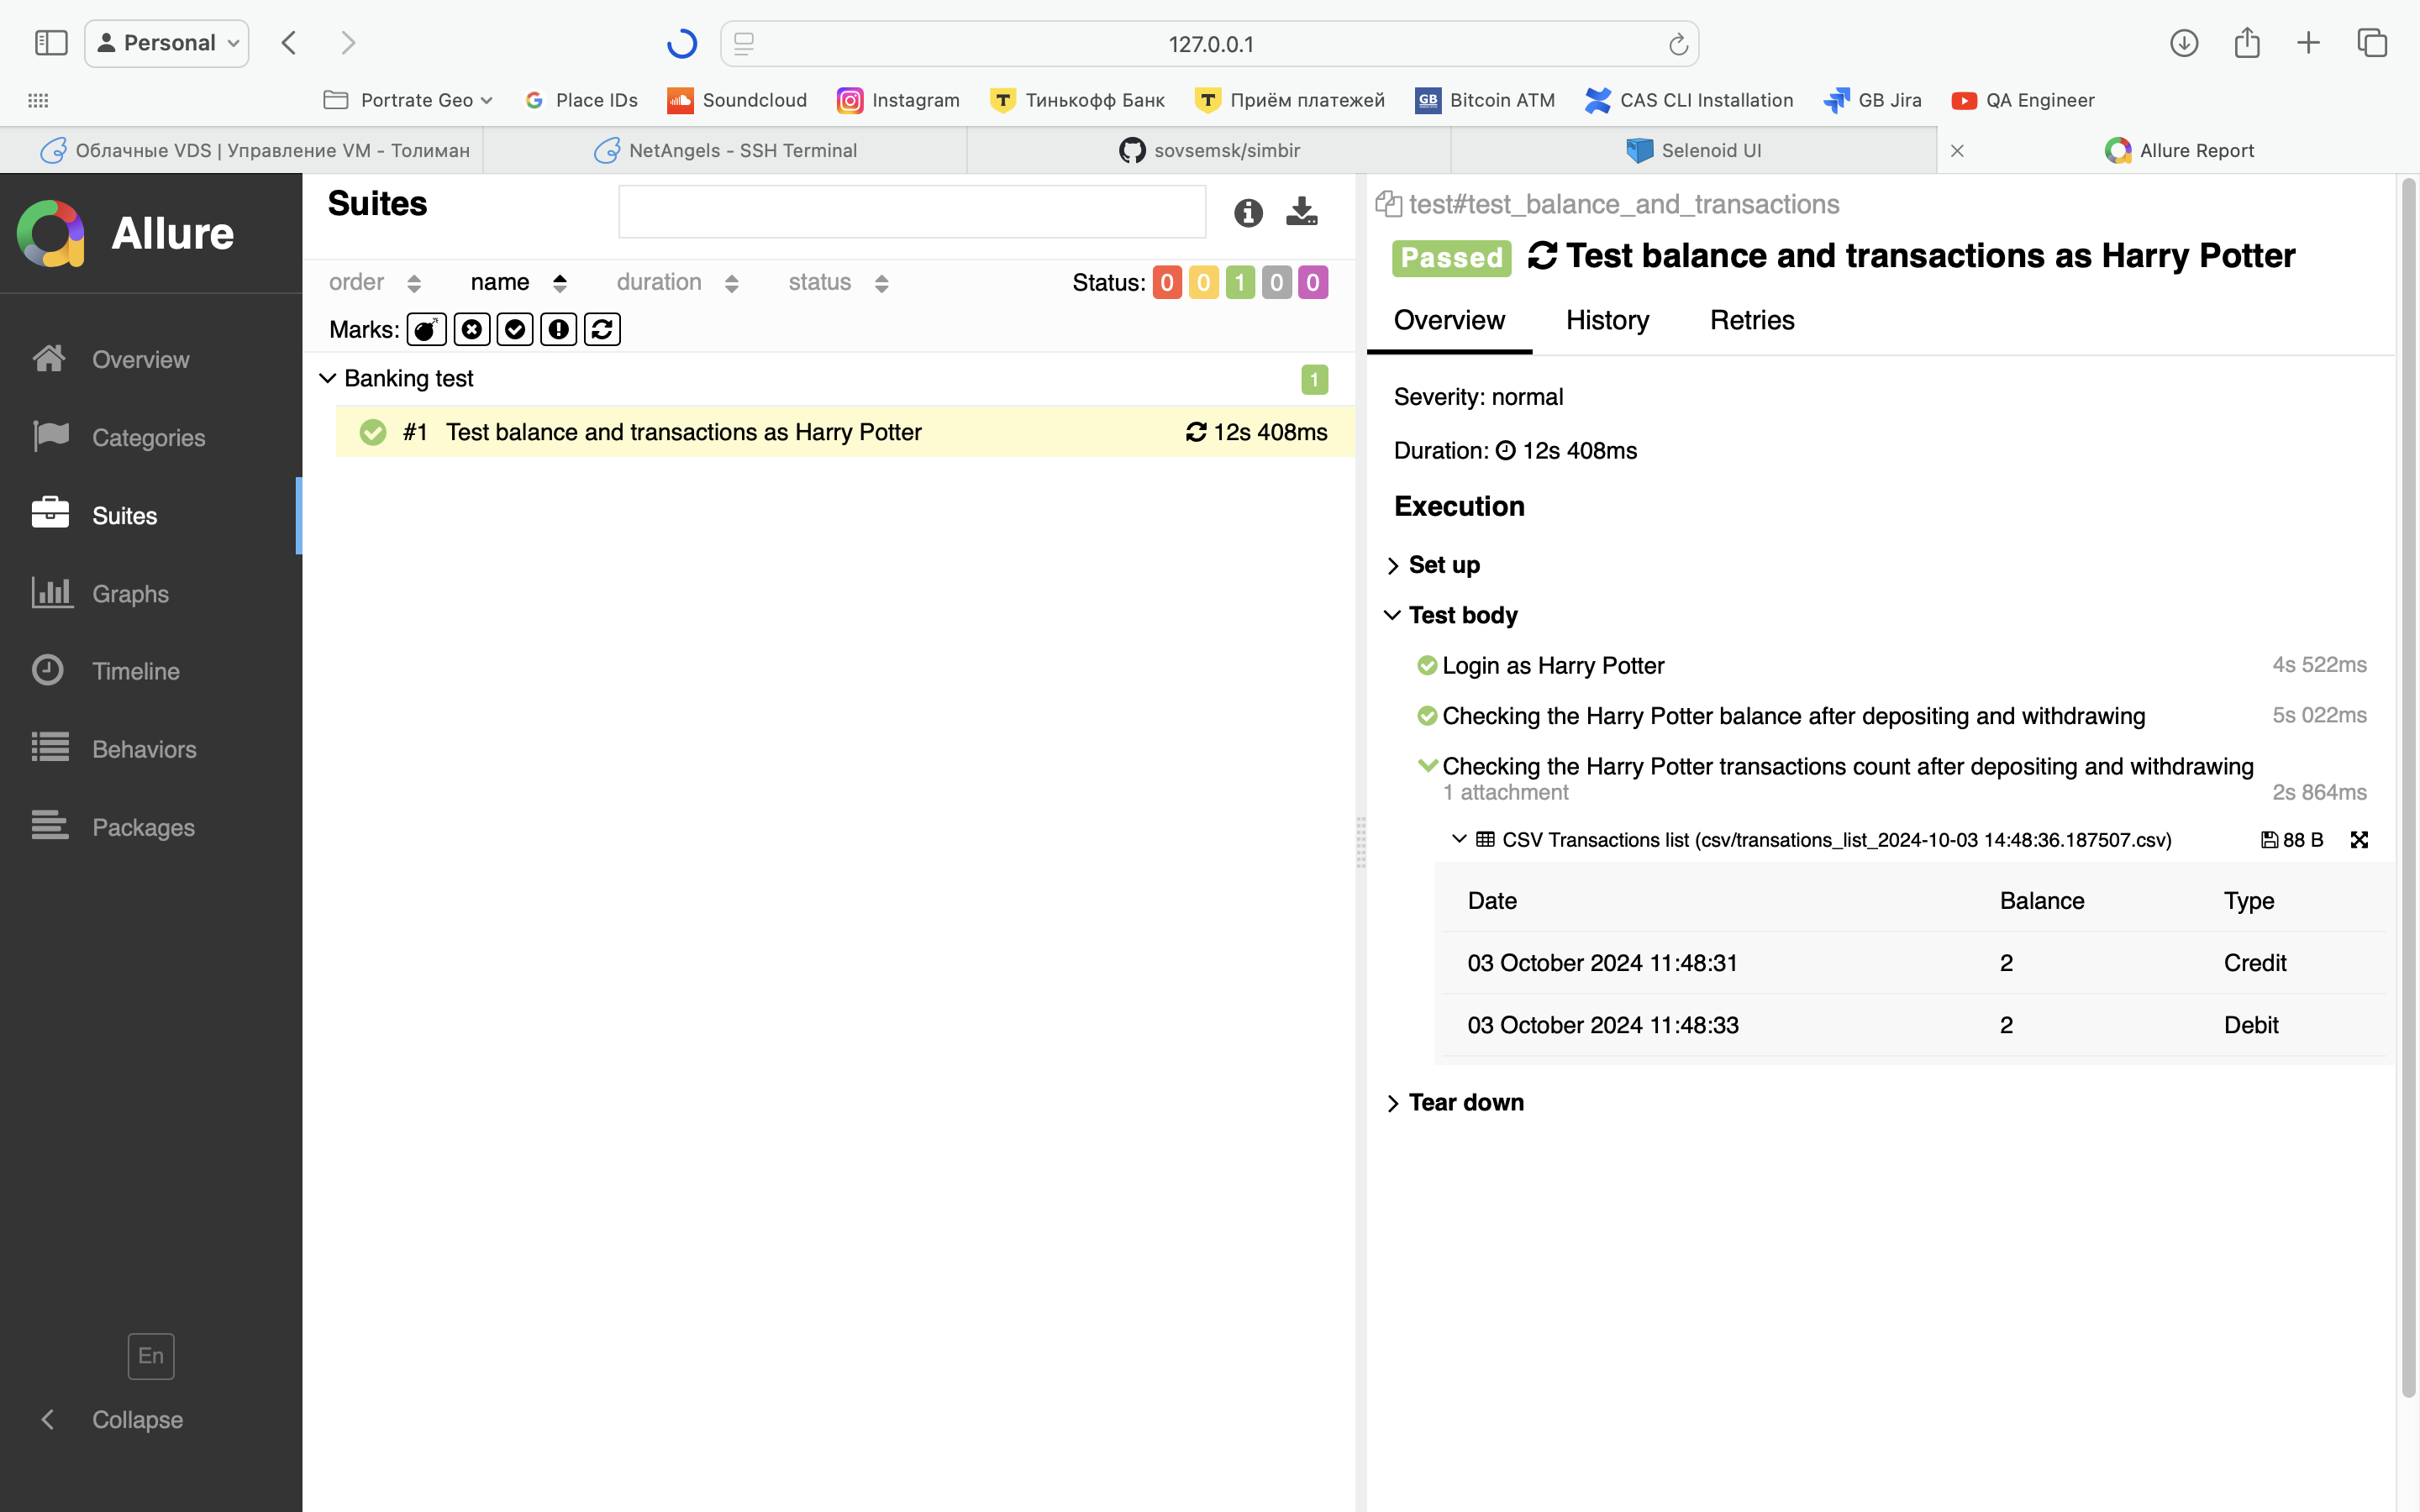 Personal
127.0.0.1
Portrate Geo
Place IDs
Soundcloud
Instagram
Тинькофф Банк
Приём платежей
GB
Bitcoin ATM
CAS CLI Installation
GB Jira
QA Engineer
Облачные VDS | Управление VM - Толиман
NetAngels - SSH Terminal
sovsemsk/simbir
Selenoid UI
Allure Report
Allure
Overview
Categories
Suites
Graphs
Timeline
Behaviors
Packages
En
Collapse
Suites
order name duration status
Status: 0 0 1 0 0
Marks:
Banking test 1
#1 Test balance and transactions as Harry Potter 12s 408ms
test#test_balance_and_transactions
Passed Test balance and transactions as Harry Potter
Overview History Retries
Severity: normal
Duration: 12s 408ms
Execution
Set up
Test body
Login as Harry Potter 4s 522ms
Checking the Harry Potter balance after depositing and withdrawing 5s 022ms
Checking the Harry Potter transactions count after depositing and withdrawing
1 attachment 2s 864ms
CSV Transactions list (csv/transations_list_2024-10-03 14:48:36.187507.csv) 88 B
Date Balance Type
03 October 2024 11:48:31 2 Credit
03 October 2024 11:48:33 2 Debit
Tear down